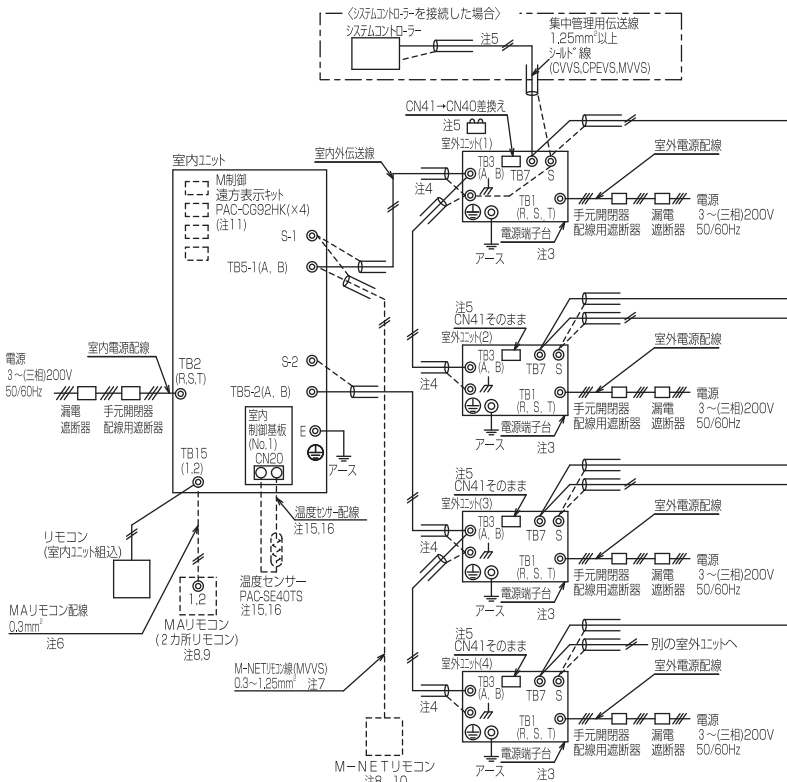 〈システムコントローラーを接続した場合〉
システムコントローラー
注5
集中管理用伝送線
1.25mm²以上
シールド線
(CVVS,CPEVS,MVVS)
CN41→CN40差換え
注5
室外ユニット(1)
室内外伝送線
注4
TB3
(A, B)
TB7
S
TB1
(R, S, T)
電源端子台
注3
アース
室外電源配線
手元開閉器
配線用遮断器
漏電
遮断器
電源
3~(三相)200V
50/60Hz
室内ユニット
M制御
遠方表示キット
PAC-CG92HK(×4)
(注11)
S-1
TB5-1(A, B)
S-2
TB5-2(A, B)
E
アース
電源
3~(三相)200V
50/60Hz
室内電源配線
漏電
遮断器
手元開閉器
配線用遮断器
TB2
(R,S,T)
TB15
(1,2)
室内
制御基板
(No.1)
CN20
温度センサー配線
注15,16
温度センサー
PAC-SE40TS
注15,16
リモコン
(室内ユニット組込)
MAリモコン配線
0.3mm²
注6
1,2
MAリモコン
(2カ所リモコン)
注8,9
M-NETリモコン線(MVVS)
0.3~1.25mm² 注7
M-NETリモコン
注8、10
注5
CN41そのまま
室外ユニット(2)
注4
TB3
(A, B)
TB7
S
TB1
(R, S, T)
電源端子台
注3
アース
室外電源配線
手元開閉器
配線用遮断器
漏電
遮断器
電源
3~(三相)200V
50/60Hz
注5
CN41そのまま
室外ユニット(3)
注4
TB3
(A, B)
TB7
S
TB1
(R, S, T)
電源端子台
注3
アース
室外電源配線
手元開閉器
配線用遮断器
漏電
遮断器
電源
3~(三相)200V
50/60Hz
注5
CN41そのまま
室外ユニット(4)
注4
TB3
(A, B)
TB7
S
TB1
(R, S, T)
電源端子台
注3
アース
別の室外ユニットへ
室外電源配線
手元開閉器
配線用遮断器
漏電
遮断器
電源
3~(三相)200V
50/60Hz